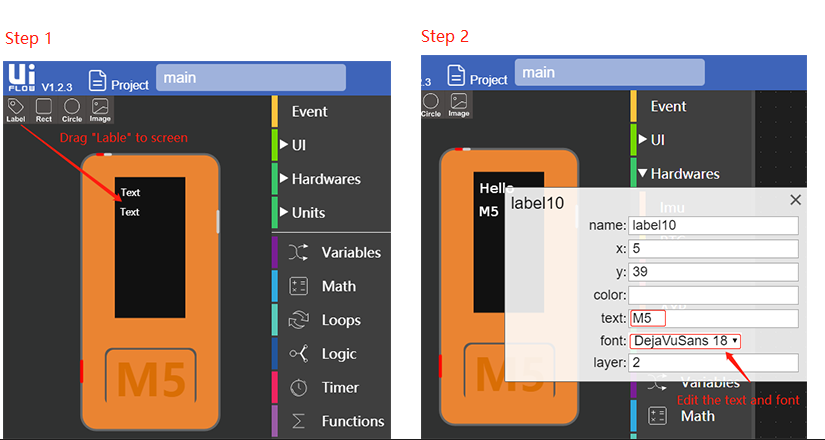 Step 1
Ui FLOW V1.2.3 Project main
Label Rect Circle Image
Drag "Lable" to screen
Text
Text
M5
Event
UI
Hardwares
Units
Variables
Math
Loops
Logic
Timer
Functions
Step 2
.2.3 Project main
Circle Image
Hello
M5
M5
Event
UI
Hardwares
Imu
label10
name: label10
x: 5
y: 39
color:
text: M5
font: DejaVuSans 18
layer: 2
Edit the text and font
Variables
Math